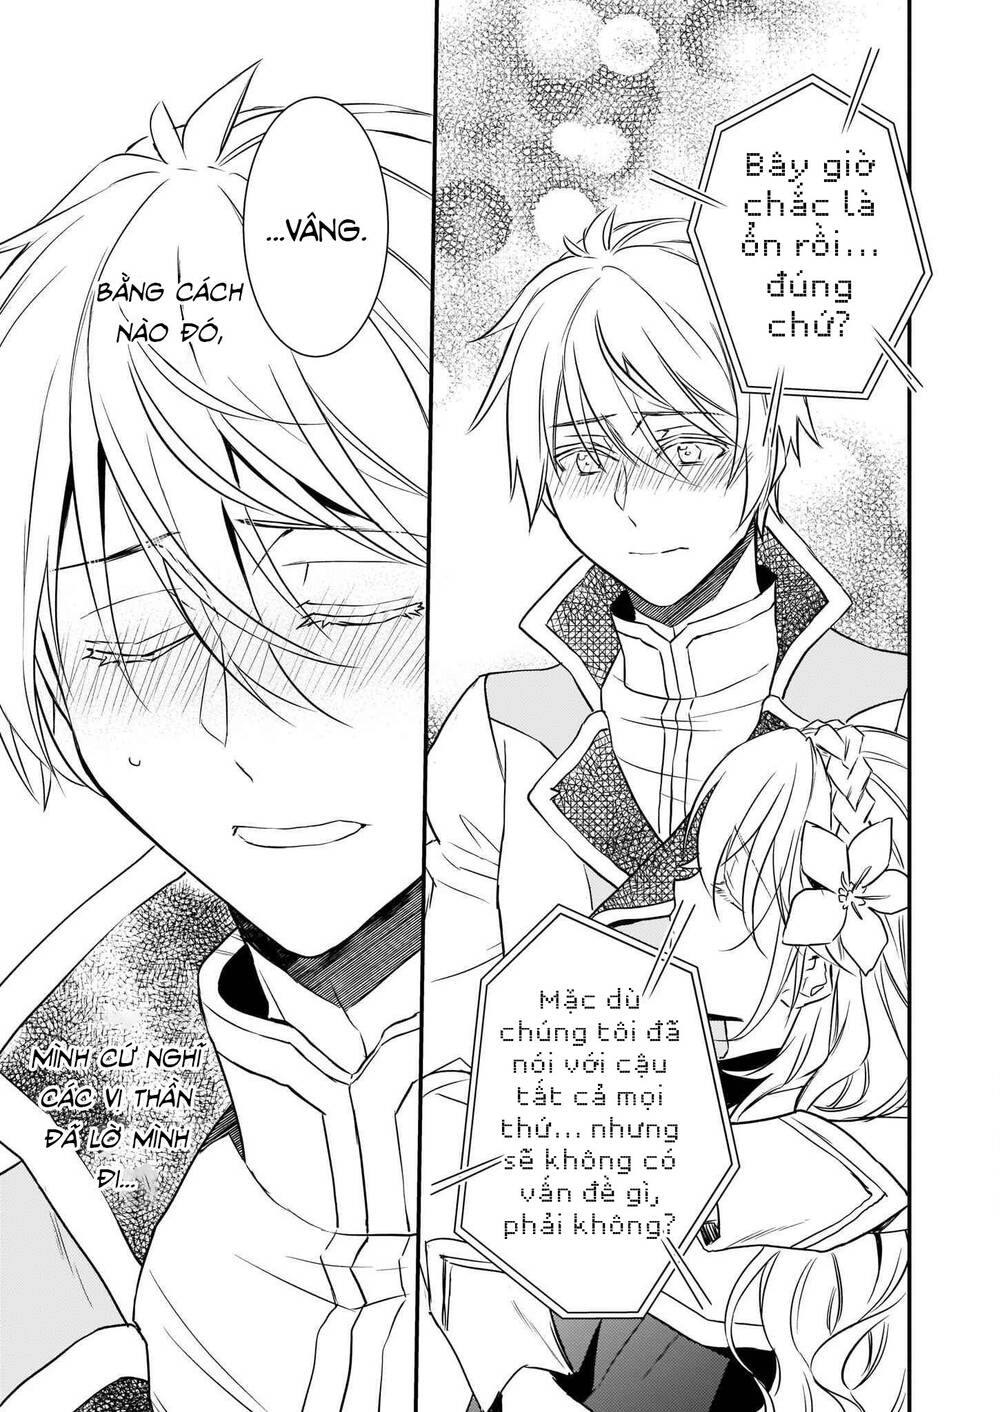 Bây giờ
chắc là
ổn rồi...
đúng
chứ?
Mặc dù
chúng tôi đã
nói với cậu
tất cả mọi
thứ... nhưng
sẽ không có
vấn đề gì,
phải không?
...VÂNG.
BẰNG CÁCH
NÀO ĐÓ,
MÌNH CỨ NGHĨ
CÁC VỊ THẦN
ĐÃ LỜ MÌNH
ĐI...